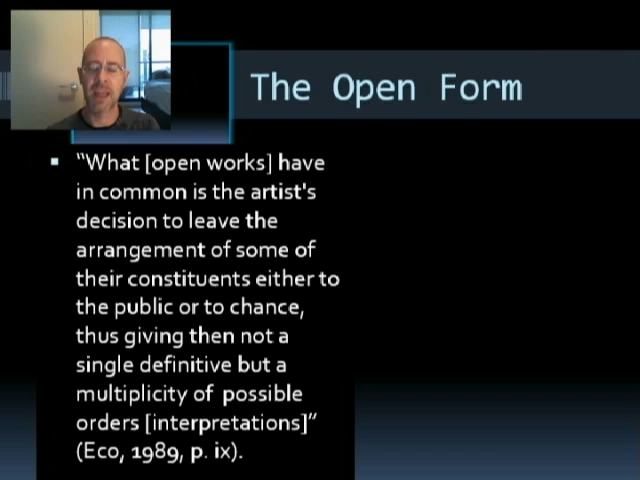 The Open Form
“What [open works] have
in common is the artist's
decision to leave the
arrangement of some of
their constituents either to
the public or to chance,
thus giving then not a
single definitive but a
multiplicity of possible
orders [interpretations]”
(Eco, 1989, p. ix).